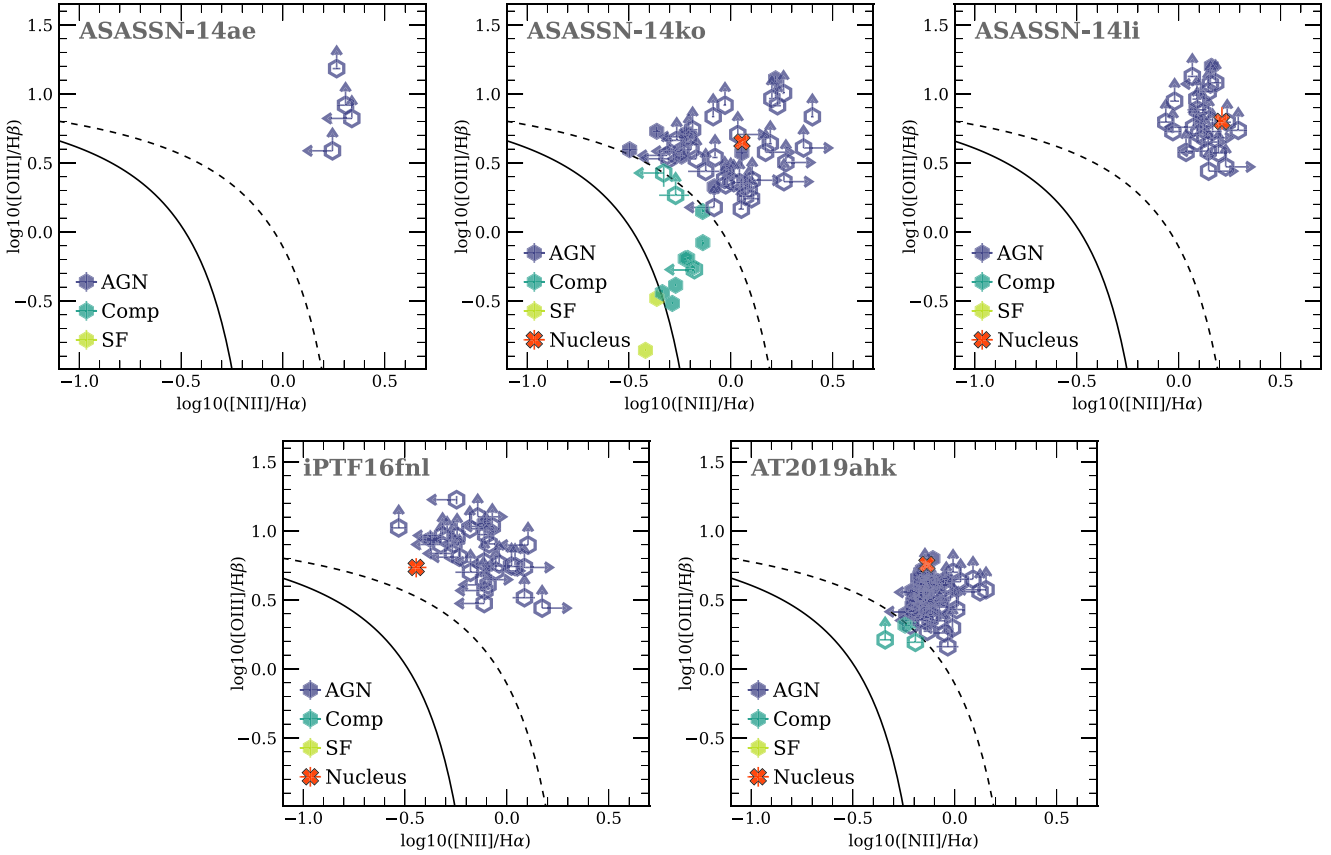 ASASSN-14ae
1.5
1.0
0.5
0.0
−0.5
log10([OIII]/Hβ)
AGN
Comp
SF
−1.0
−0.5
0.0
0.5
log10([NII]/Hα)
ASASSN-14ko
1.5
1.0
0.5
0.0
−0.5
log10([OIII]/Hβ)
AGN
Comp
SF
Nucleus
−1.0
−0.5
0.0
0.5
log10([NII]/Hα)
ASASSN-14li
1.5
1.0
0.5
0.0
−0.5
log10([OIII]/Hβ)
AGN
Comp
SF
Nucleus
−1.0
−0.5
0.0
0.5
log10([NII]/Hα)
iPTF16fnl
1.5
1.0
0.5
0.0
−0.5
log10([OIII]/Hβ)
AGN
Comp
SF
Nucleus
−1.0
−0.5
0.0
0.5
log10([NII]/Hα)
AT2019ahk
1.5
1.0
0.5
0.0
−0.5
log10([OIII]/Hβ)
AGN
Comp
SF
Nucleus
−1.0
−0.5
0.0
0.5
log10([NII]/Hα)